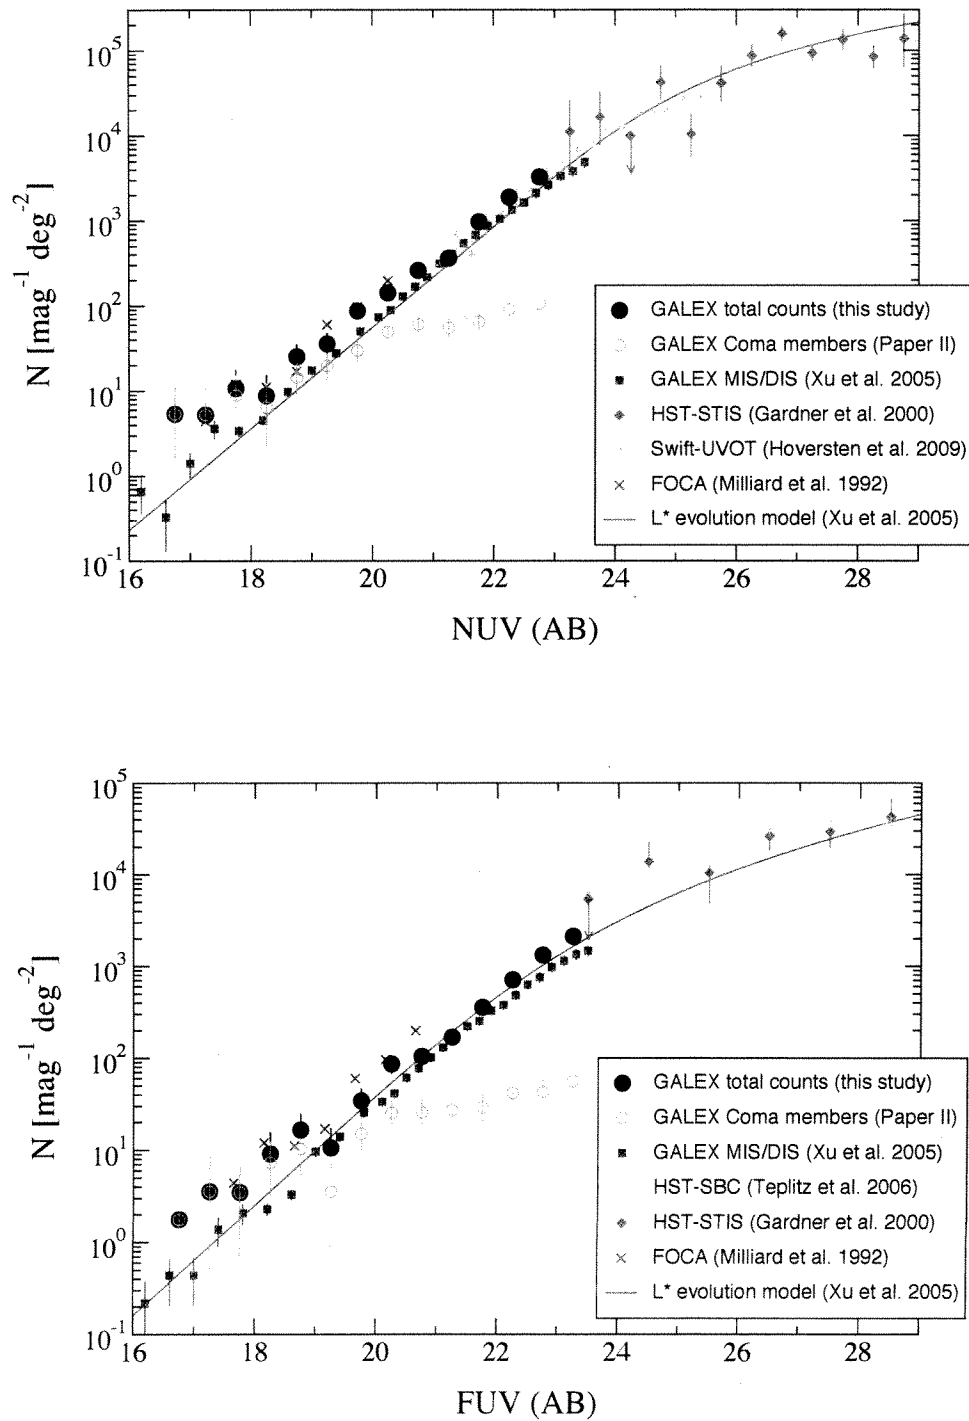 10^5
10^4
10^3
10^2
10^1
10^0
10^-1
N [mag^-1 deg^-2]
GALEX total counts (this study)
GALEX Coma members (Paper II)
GALEX MIS/DIS (Xu et al. 2005)
HST-STIS (Gardner et al. 2000)
Swift-UVOT (Hoversten et al. 2009)
FOCA (Milliard et al. 1992)
L* evolution model (Xu et al. 2005)
16 18 20 22 24 26 28
NUV (AB)
10^5
10^4
10^3
10^2
10^1
10^0
10^-1
N [mag^-1 deg^-2]
GALEX total counts (this study)
GALEX Coma members (Paper II)
GALEX MIS/DIS (Xu et al. 2005)
HST-SBC (Teplitz et al. 2006)
HST-STIS (Gardner et al. 2000)
FOCA (Milliard et al. 1992)
L* evolution model (Xu et al. 2005)
16 18 20 22 24 26 28
FUV (AB)